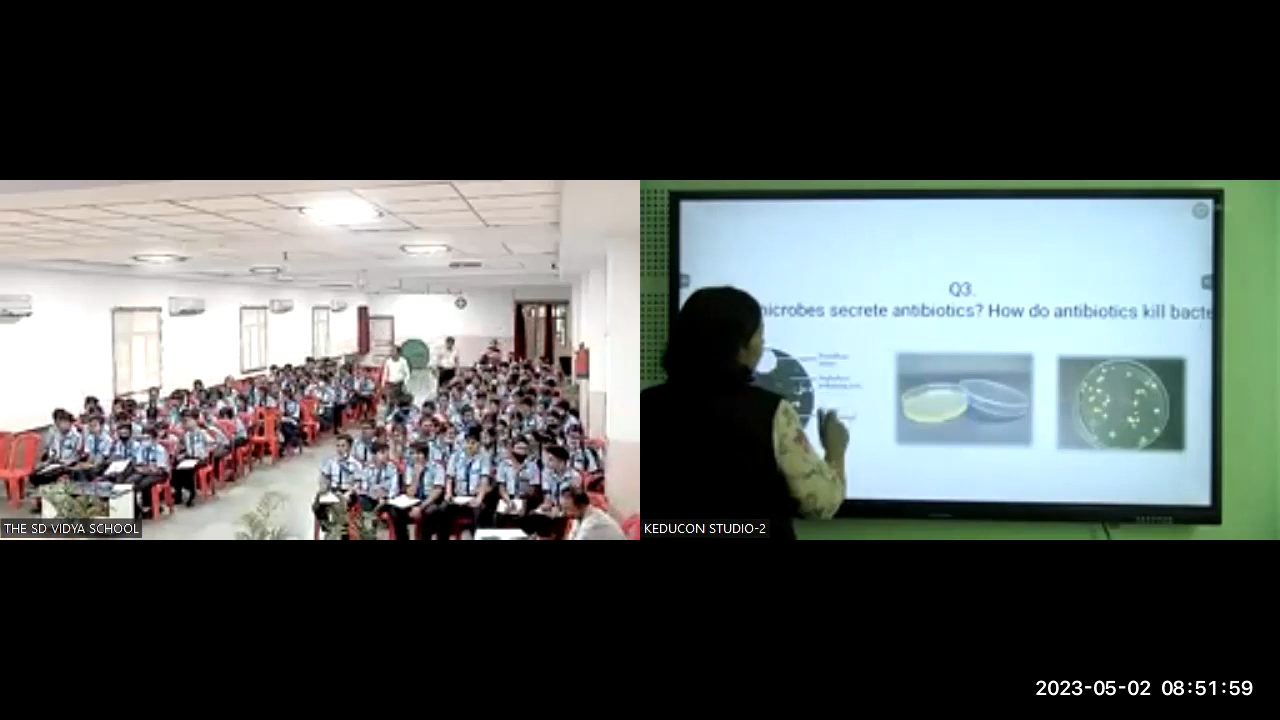 Q3.
microbes secrete antibiotics? How do antibiotics kill bacte
THE SD VIDYA SCHOOL
KEDUCON STUDIO-2
2023-05-02 08:51:59